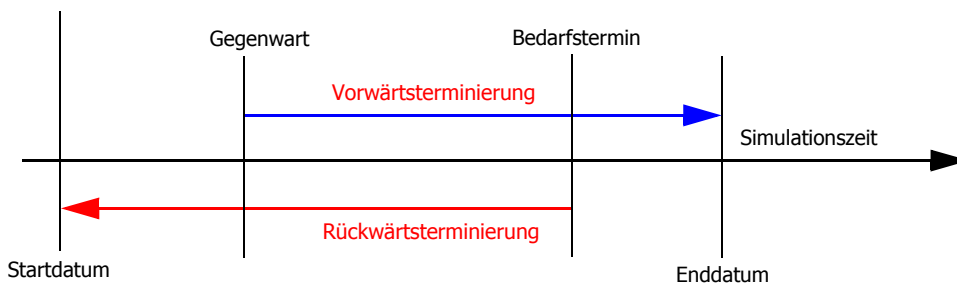 Gegenwart
Bedarfstermin
Vorwärtsterminierung
Simulationszeit
Rückwärtsterminierung
Startdatum
Enddatum